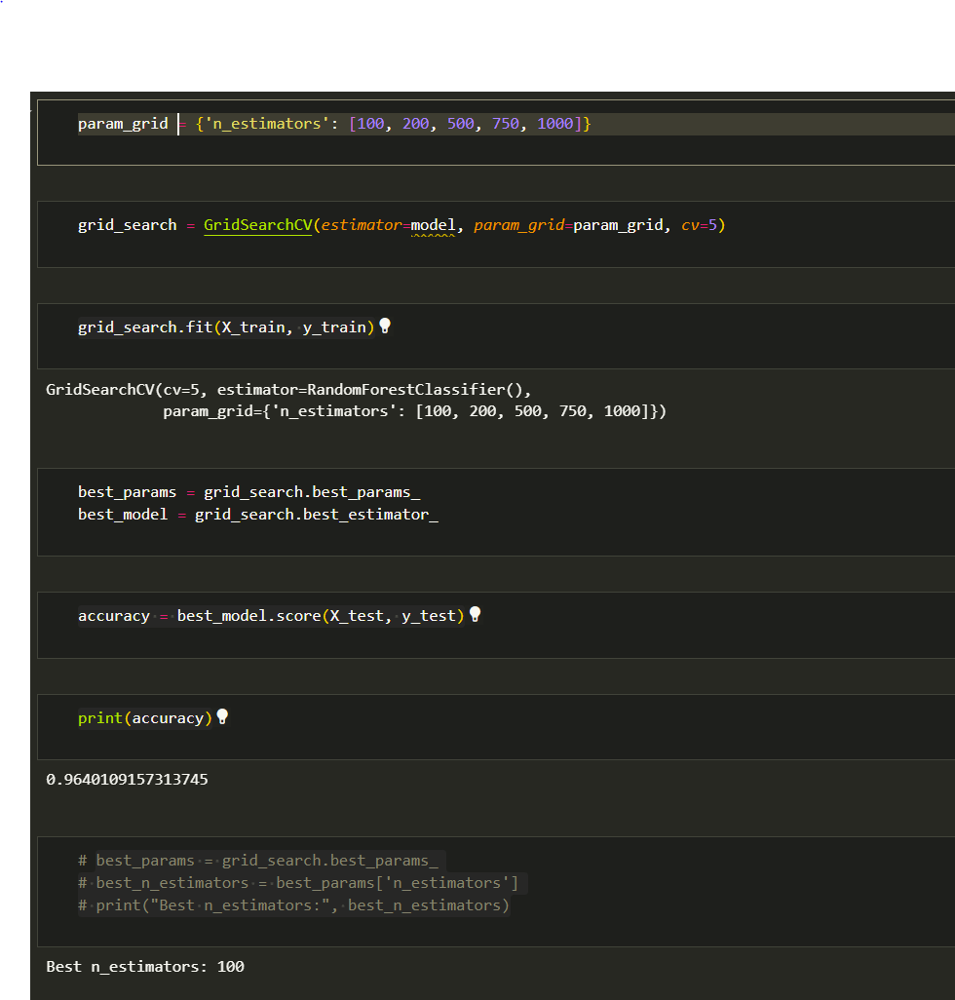 param_grid = {'n_estimators': [100, 200, 500, 750, 1000]}
grid_search = GridSearchCV(estimator=model, param_grid=param_grid, cv=5)
grid_search.fit(X_train, y_train)
GridSearchCV(cv=5, estimator=RandomForestClassifier(),
             param_grid={'n_estimators': [100, 200, 500, 750, 1000]})
best_params = grid_search.best_params_
best_model = grid_search.best_estimator_
accuracy = best_model.score(X_test, y_test)
print(accuracy)
0.9640109157313745
# best_params = grid_search.best_params_
# best_n_estimators = best_params['n_estimators']
# print("Best n_estimators:", best_n_estimators)
Best n_estimators: 100